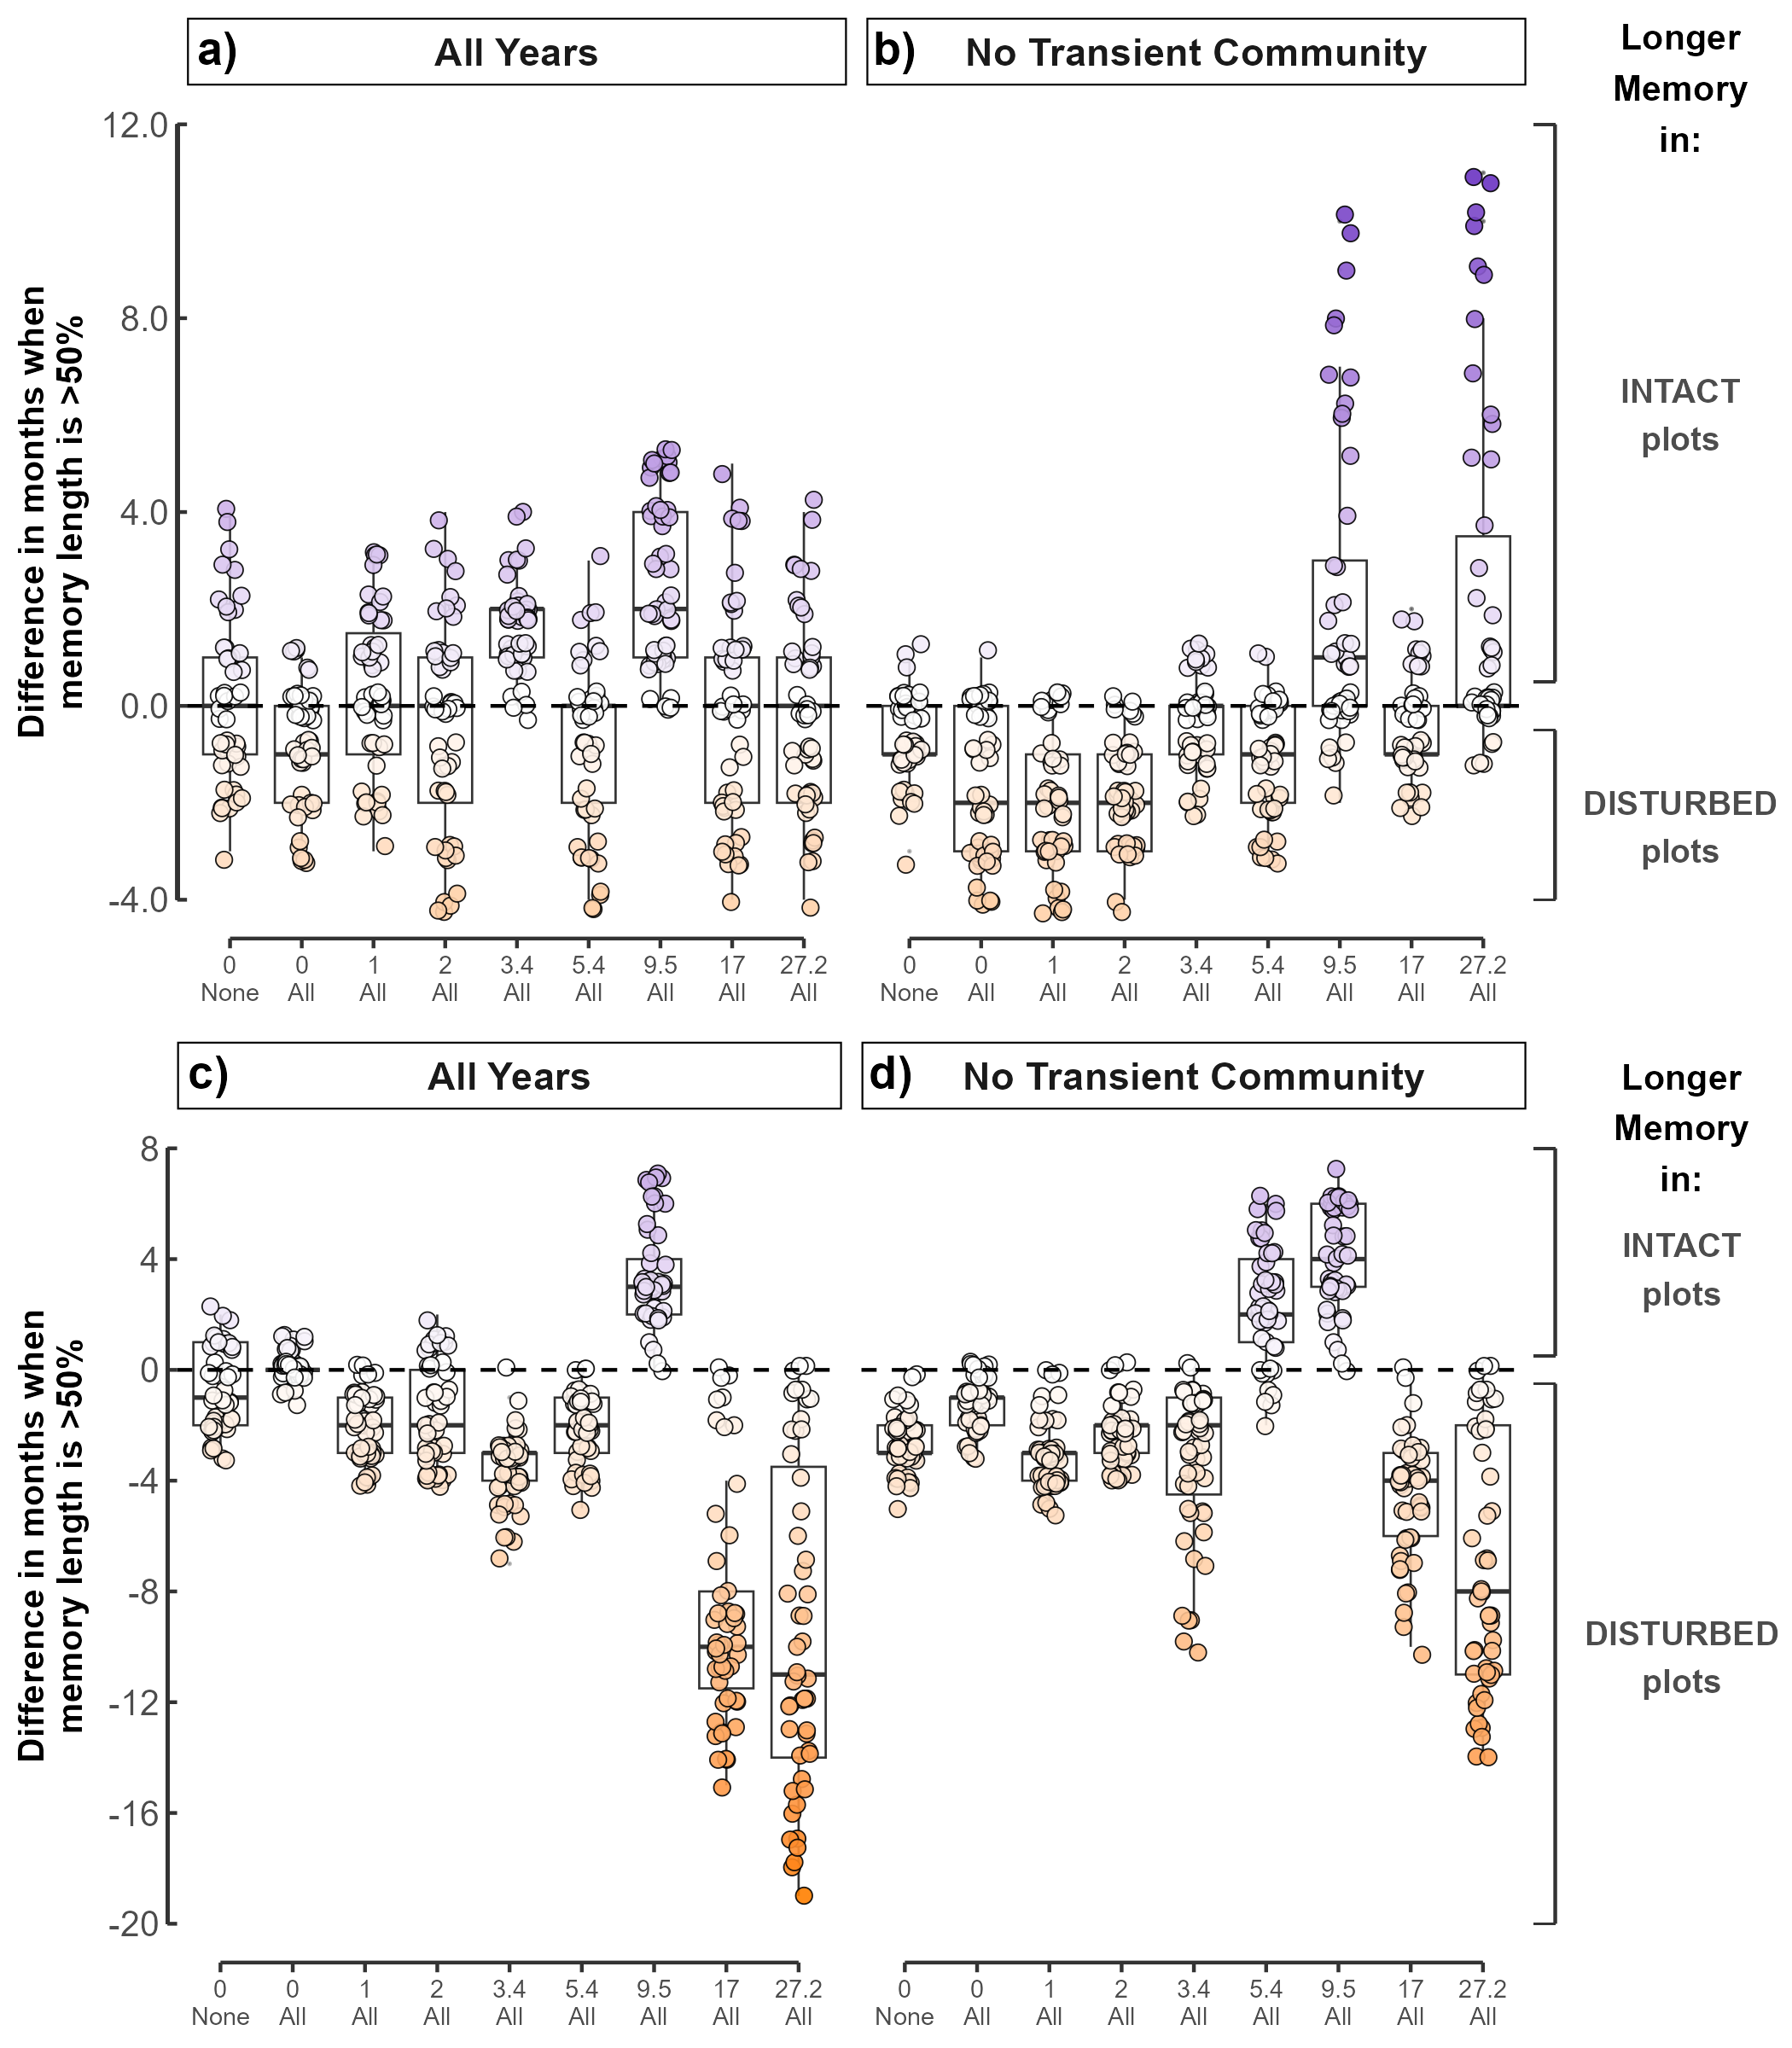 a) All Years
b) No Transient Community
Longer
Memory
in:
INTACT
plots
DISTURBED
plots
Difference in months when
memory length is >50%
12.0
8.0
4.0
0.0
-4.0
0 0 1 2 3.4 5.4 9.5 17 27.2
None All All All All All All All All
0 0 1 2 3.4 5.4 9.5 17 27.2
None All All All All All All All All
c) All Years
d) No Transient Community
Longer
Memory
in:
INTACT
plots
DISTURBED
plots
Difference in months when
memory length is >50%
8
4
0
-4
-8
-12
-16
-20
0 0 1 2 3.4 5.4 9.5 17 27.2
None All All All All All All All All
0 0 1 2 3.4 5.4 9.5 17 27.2
None All All All All All All All All